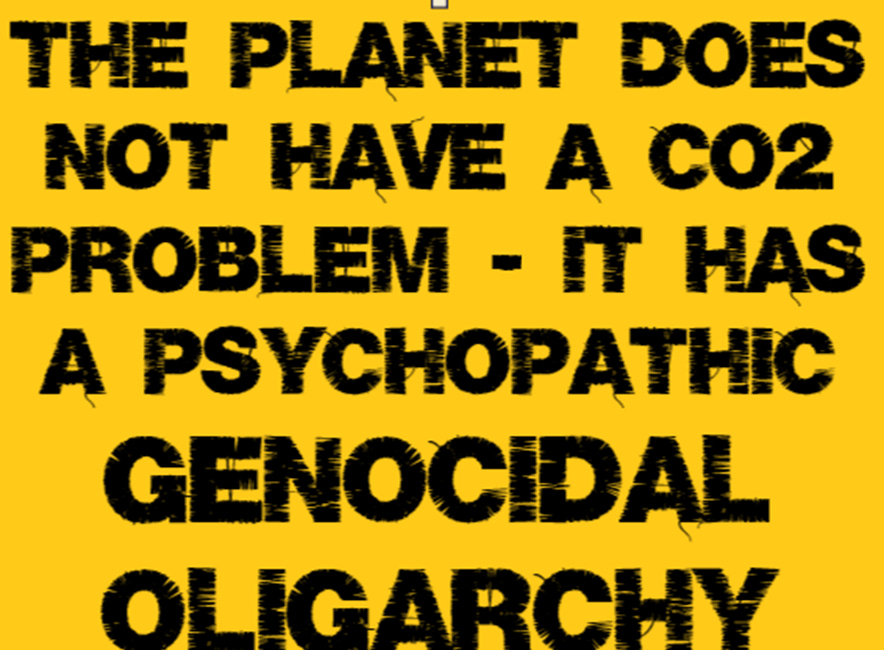 THE PLANET DOES
NOT HAVE A CO2
PROBLEM - IT HAS
A PSYCHOPATHIC
GENOCIDAL
OLIGARCHY